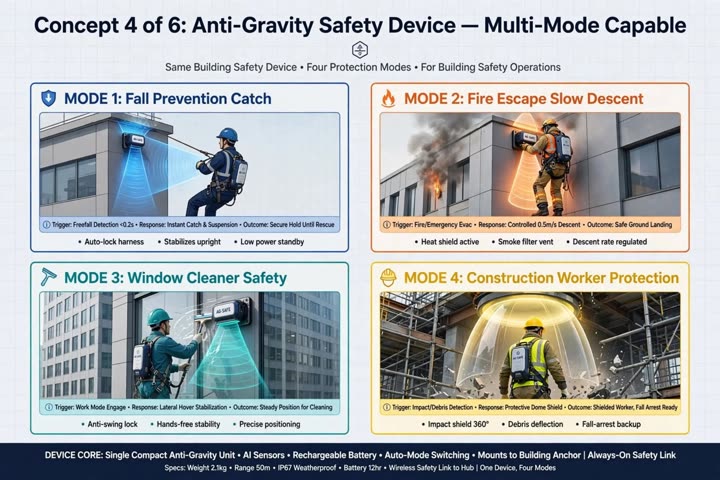 Concept 4 of 6: Anti-Gravity Safety Device — Multi-Mode Capable
Same Building Safety Device • Four Protection Modes • For Building Safety Operations
MODE 1: Fall Prevention Catch
AG-SAFE
ⓘ Trigger: Freefall Detection <0.2s • Response: Instant Catch & Suspension • Outcome: Secure Hold Until Rescue
• Auto-lock harness • Stabilizes upright • Low power standby
MODE 2: Fire Escape Slow Descent
AG-SAFE
ⓘ Trigger: Fire/Emergency Evac • Response: Controlled 0.5m/s Descent • Outcome: Safe Ground Landing
• Heat shield active • Smoke filter vent • Descent rate regulated
MODE 3: Window Cleaner Safety
AG-SAFE
ⓘ Trigger: Work Mode Engage • Response: Lateral Hover Stabilization • Outcome: Steady Position for Cleaning
• Anti-swing lock • Hands-free stability • Precise positioning
MODE 4: Construction Worker Protection
ⓘ Trigger: Impact/Debris Detection • Response: Protective Dome Shield • Outcome: Shielded Worker, Fall Arrest Ready
• Impact shield 360° • Debris deflection • Fall-arrest backup
DEVICE CORE: Single Compact Anti-Gravity Unit • AI Sensors • Rechargeable Battery • Auto-Mode Switching • Mounts to Building Anchor | Always-On Safety Link
Specs: Weight 2.1kg • Range 50m • IP67 Weatherproof • Battery 12hr • Wireless Safety Link to Hub | One Device, Four Modes